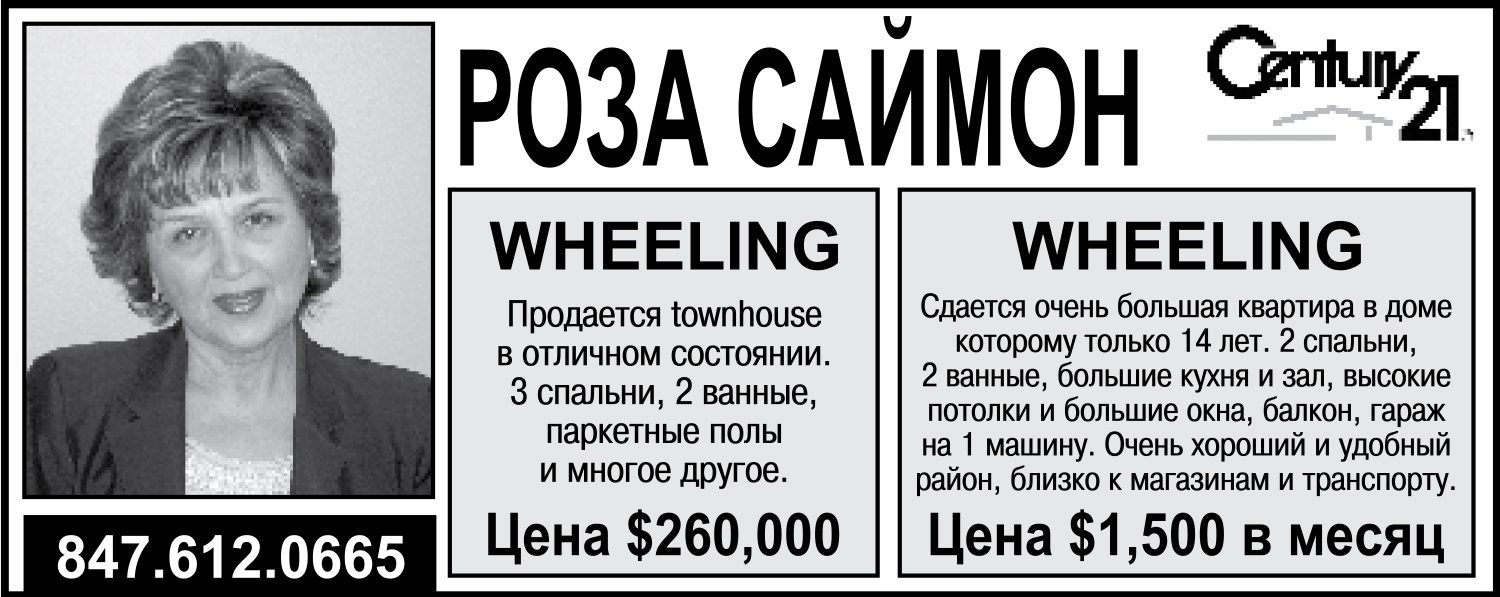 РОЗА САЙМОН
Century 21
WHEELING
Продается townhouse
в отличном состоянии.
3 спальни, 2 ванные,
паркетные полы
и многое другое.
Цена $260,000
WHEELING
Сдается очень большая квартира в доме
которому только 14 лет. 2 спальни,
2 ванные, большие кухня и зал, высокие
потолки и большие окна, балкон, гараж
на 1 машину. Очень хороший и удобный
район, близко к магазинам и транспорту.
Цена $1,500 в месяц
847.612.0665